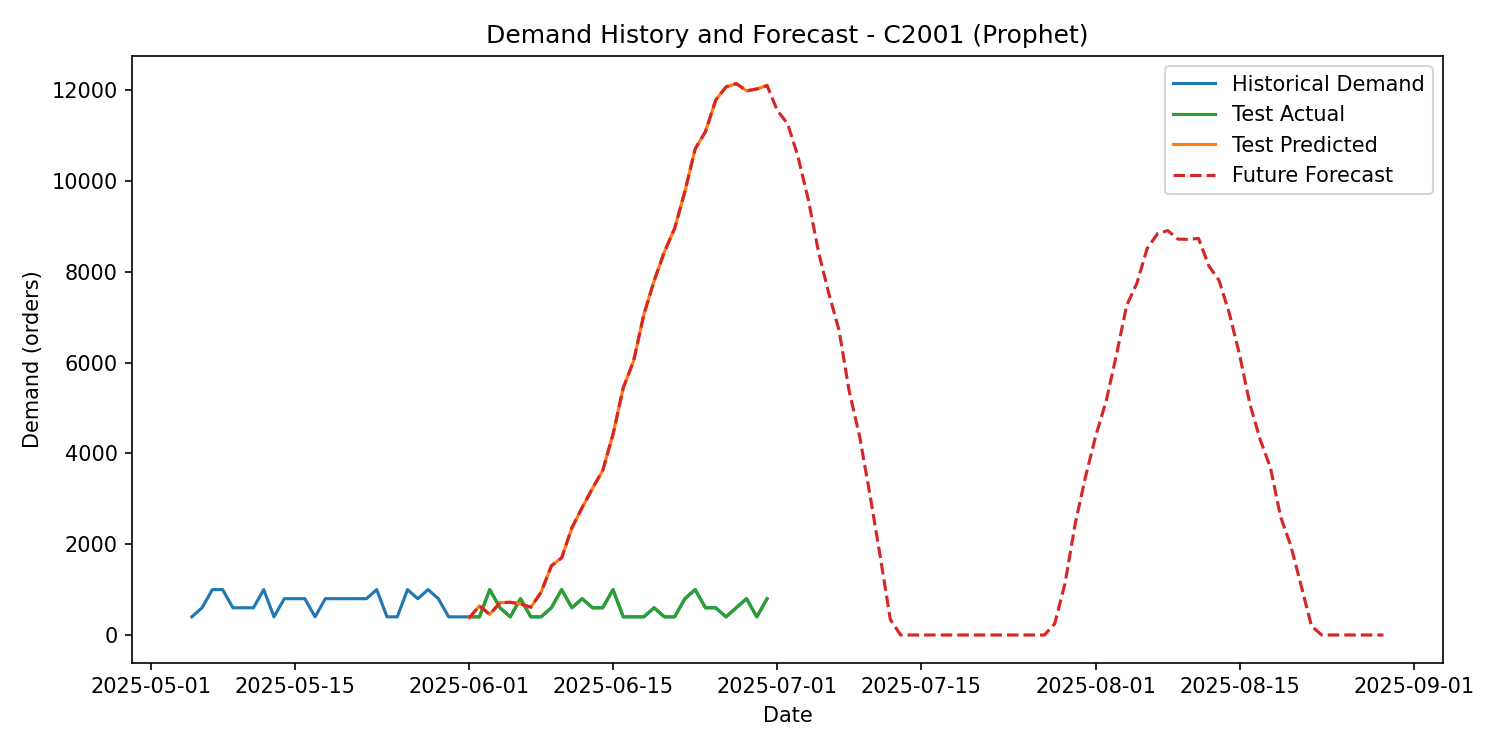 Demand History and Forecast - C2001 (Prophet)
Historical Demand
Test Actual
Test Predicted
Future Forecast
Demand (orders)
12000
10000
8000
6000
4000
2000
0
2025-05-01 2025-05-15 2025-06-01 2025-06-15 2025-07-01 2025-07-15 2025-08-01 2025-08-15 2025-09-01
Date